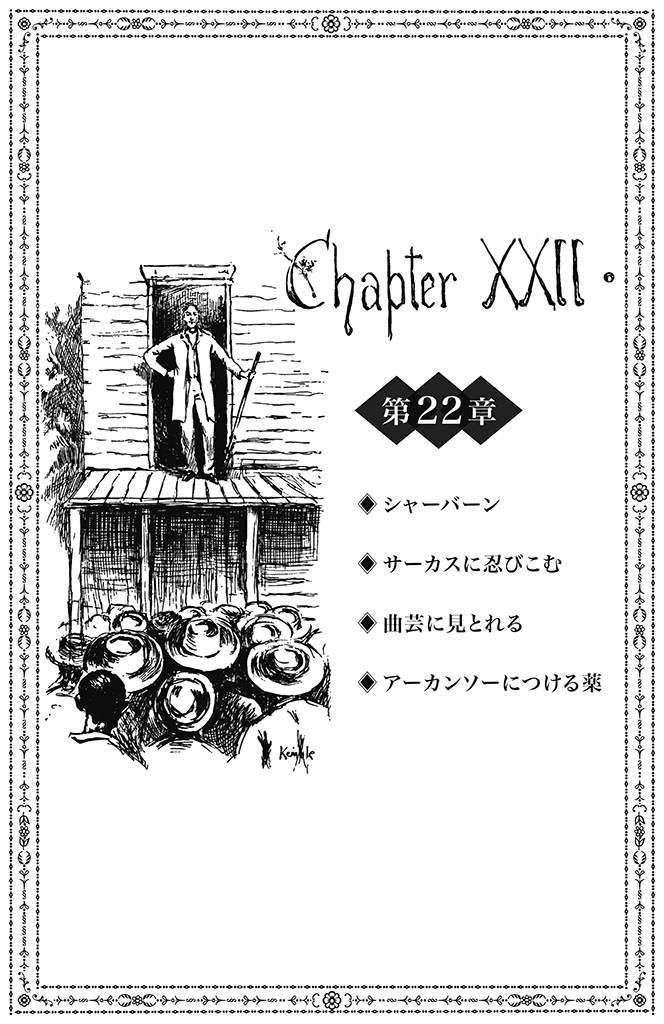 Chapter XXII.
第22章
◈ シャーバーン
◈ サーカスに忍びこむ
◈ 曲芸に見とれる
◈ アーカンソーにつける薬
Kemble